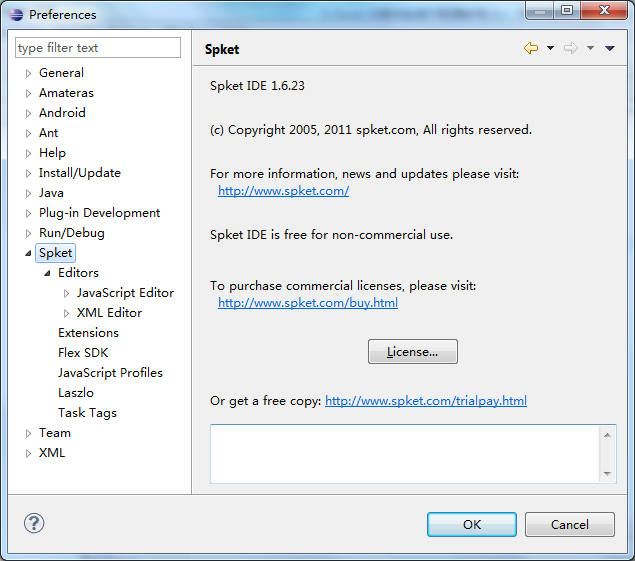 Preferences
type filter text
General
Amateras
Android
Ant
Help
Install/Update
Java
Plug-in Development
Run/Debug
Spket
Editors
JavaScript Editor
XML Editor
Extensions
Flex SDK
JavaScript Profiles
Laszlo
Task Tags
Team
XML
Spket
Spket IDE 1.6.23
(c) Copyright 2005, 2011 spket.com, All rights reserved.
For more information, news and updates please visit:
http://www.spket.com/
Spket IDE is free for non-commercial use.
To purchase commercial licenses, please visit:
http://www.spket.com/buy.html
License...
Or get a free copy: http://www.spket.com/trialpay.html
?
OK
Cancel